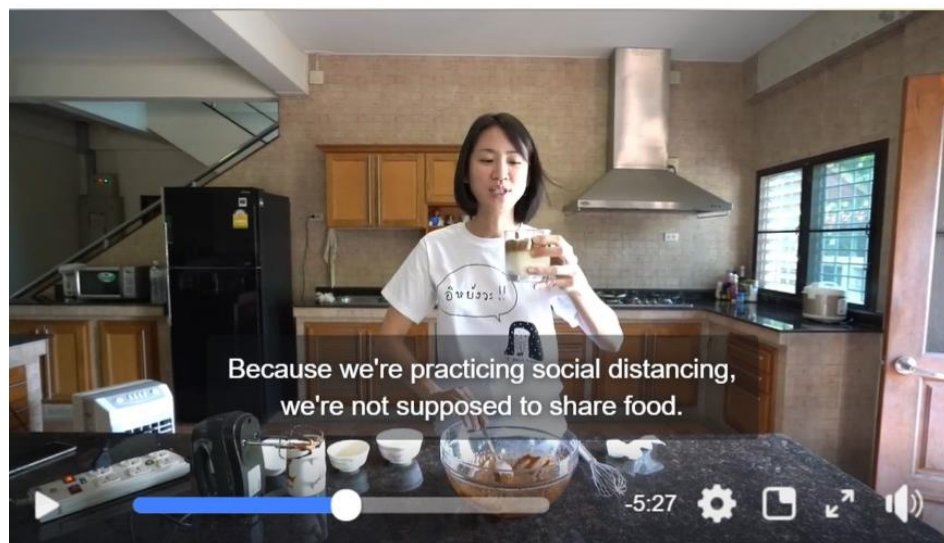 อิหยังวะ!!
Because we're practicing social distancing,
we're not supposed to share food.
-5:27